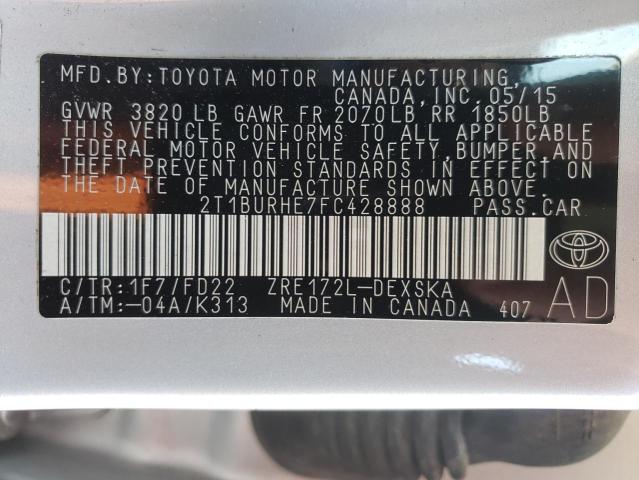 MFD. BY: TOYOTA MOTOR MANUFACTURING,
CANADA, INC. 05/15
GVWR 3820 LB GAWR FR 2070LB RR 1850LB
THIS VEHICLE CONFORMS TO ALL APPLICABLE
FEDERAL MOTOR VEHICLE SAFETY, BUMPER, AND
THEFT PREVENTION STANDARDS IN EFFECT ON
THE DATE OF MANUFACTURE SHOWN ABOVE.
2T1BURHE7FC428888 PASS.CAR
C/TR: 1F7/FD22 ZRE172L-DEXSKA
A/TM: -04A/K313 MADE IN CANADA 407
AD